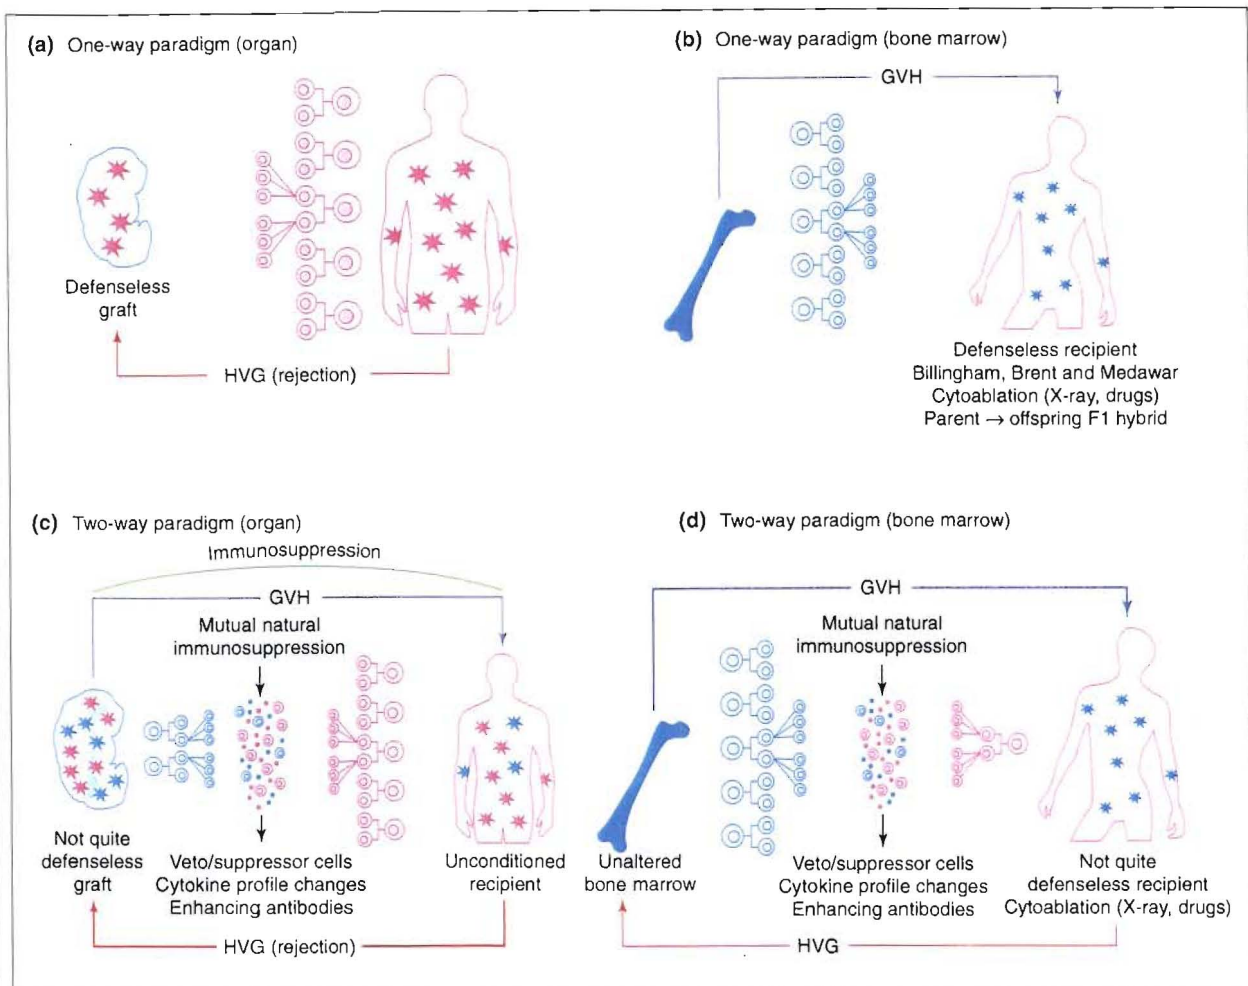 (a) One-way paradigm (organ)
Defenseless
graft
HVG (rejection)
(b) One-way paradigm (bone marrow)
GVH
Defenseless recipient
Billingham, Brent and Medawar
Cytoablation (X-ray, drugs)
Parent → offspring F1 hybrid
(c) Two-way paradigm (organ)
Immunosuppression
GVH
Mutual natural
immunosuppression
Not quite
defenseless
graft
Veto/suppressor cells
Cytokine profile changes
Enhancing antibodies
Unconditioned
recipient
HVG (rejection)
(d) Two-way paradigm (bone marrow)
GVH
Mutual natural
immunosuppression
Unaltered
bone marrow
Veto/suppressor cells
Cytokine profile changes
Enhancing antibodies
Not quite
defenseless recipient
Cytoablation (X-ray, drugs)
HVG